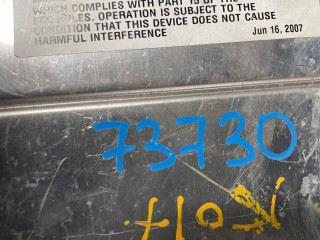 WHICH COMPLIES WITH PART 15 OF THE
FCC RULES. OPERATION IS SUBJECT TO THE
CONDITION THAT THIS DEVICE DOES NOT CAUSE
HARMFUL INTERFERENCE
Jun 16, 2007
73730